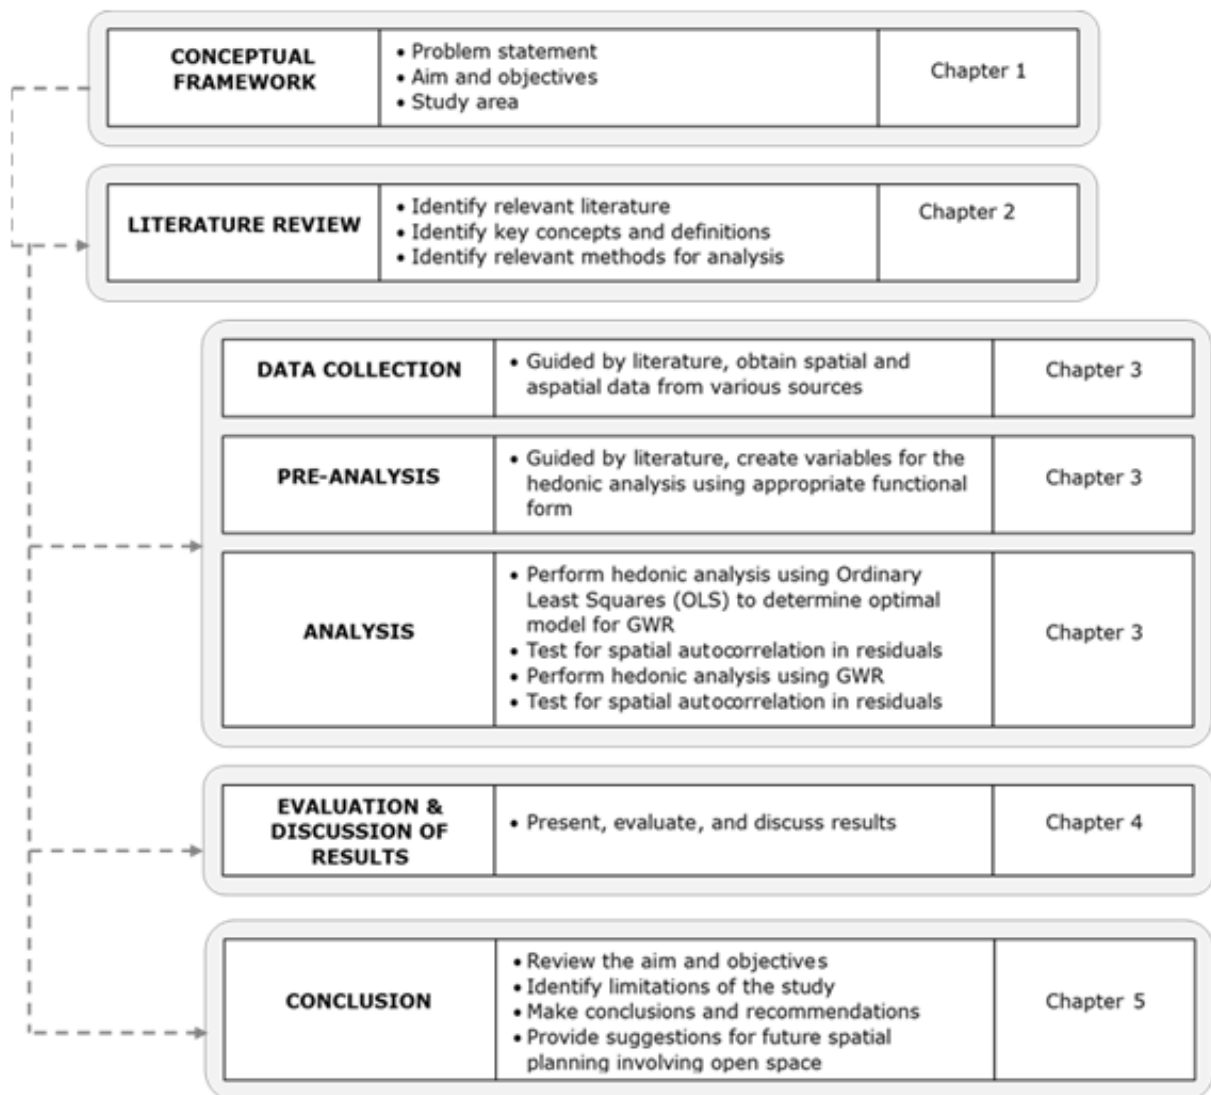 CONCEPTUAL
FRAMEWORK
• Problem statement
• Aim and objectives
• Study area
Chapter 1
LITERATURE REVIEW
• Identify relevant literature
• Identify key concepts and definitions
• Identify relevant methods for analysis
Chapter 2
DATA COLLECTION
• Guided by literature, obtain spatial and
aspatial data from various sources
Chapter 3
PRE-ANALYSIS
• Guided by literature, create variables for the
hedonic analysis using appropriate functional
form
Chapter 3
ANALYSIS
• Perform hedonic analysis using Ordinary
Least Squares (OLS) to determine optimal
model for GWR
• Test for spatial autocorrelation in residuals
• Perform hedonic analysis using GWR
• Test for spatial autocorrelation in residuals
Chapter 3
EVALUATION &
DISCUSSION OF
RESULTS
• Present, evaluate, and discuss results
Chapter 4
CONCLUSION
• Review the aim and objectives
• Identify limitations of the study
• Make conclusions and recommendations
• Provide suggestions for future spatial
planning involving open space
Chapter 5